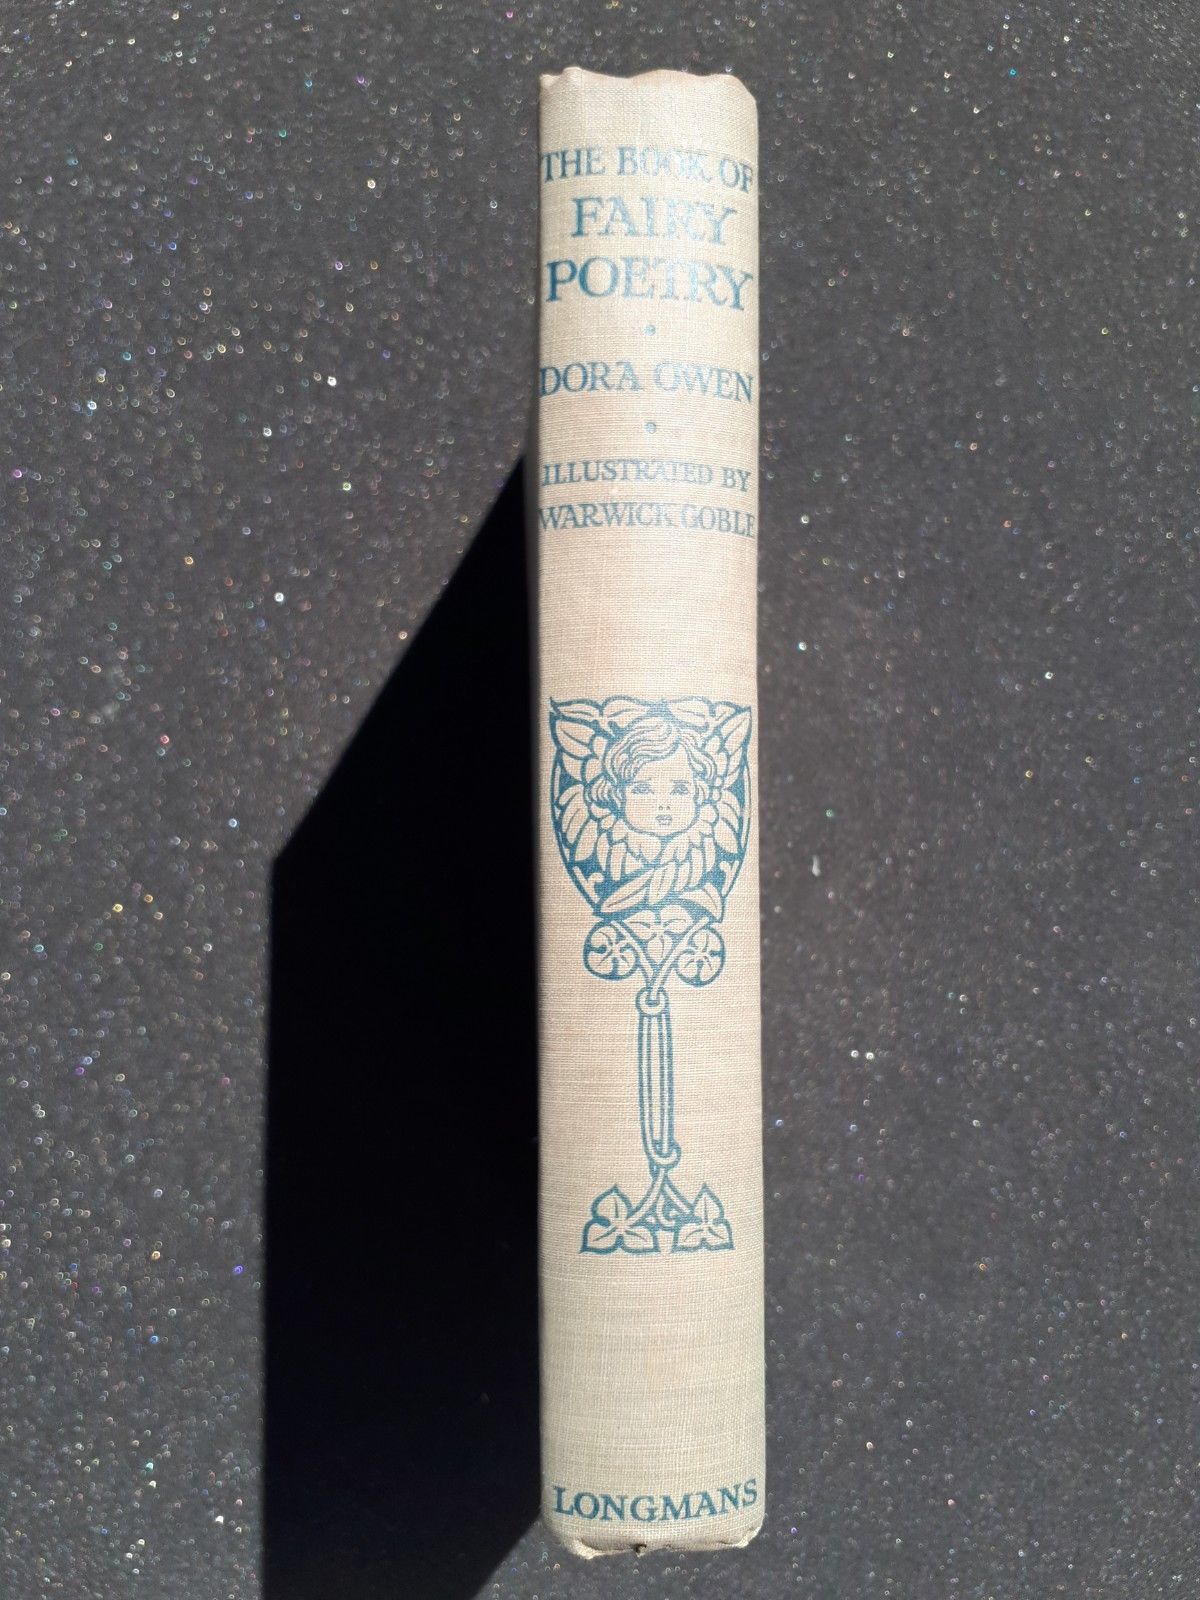 THE BOOK OF
FAIRY
POETRY
•
DORA OWEN
•
ILLUSTRATED BY
WARWICK GOBLE
LONGMANS